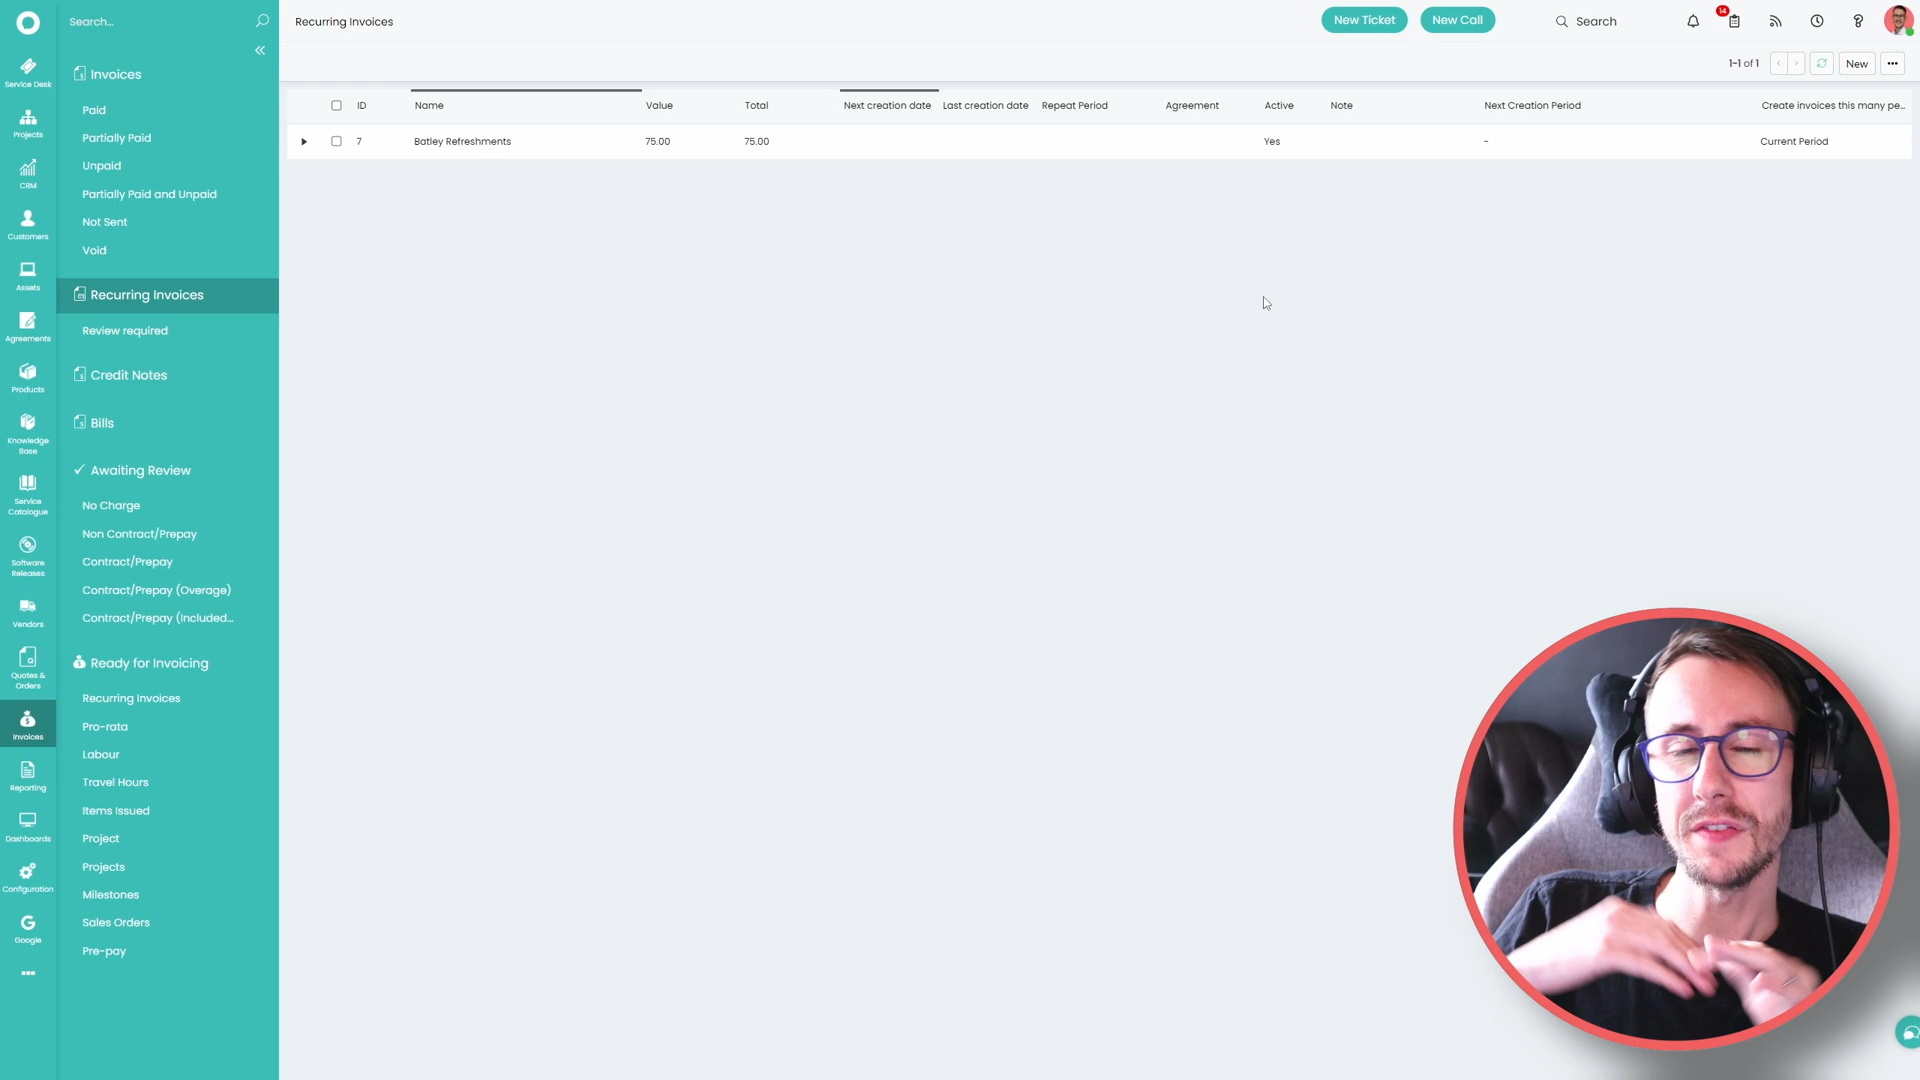 Search...
Recurring Invoices
New Ticket
New Call
Search
14
1-1 of 1
New
Service Desk
Projects
CRM
Customers
Assets
Agreements
Products
Knowledge
Base
Service
Catalogue
Software
Releases
Vendors
Quotes &
Orders
Invoices
Reporting
Dashboards
Configuration
Google
Invoices
Paid
Partially Paid
Unpaid
Partially Paid and Unpaid
Not Sent
Void
Recurring Invoices
Review required
Credit Notes
Bills
Awaiting Review
No Charge
Non Contract/Prepay
Contract/Prepay
Contract/Prepay (Overage)
Contract/Prepay (Included...
Ready for Invoicing
Recurring Invoices
Pro-rata
Labour
Travel Hours
Items Issued
Project
Projects
Milestones
Sales Orders
Pre-pay
ID Name Value Total Next creation date Last creation date Repeat Period Agreement Active Note Next Creation Period Create invoices this many pe...
7 Batley Refreshments 75.00 75.00 Yes - Current Period